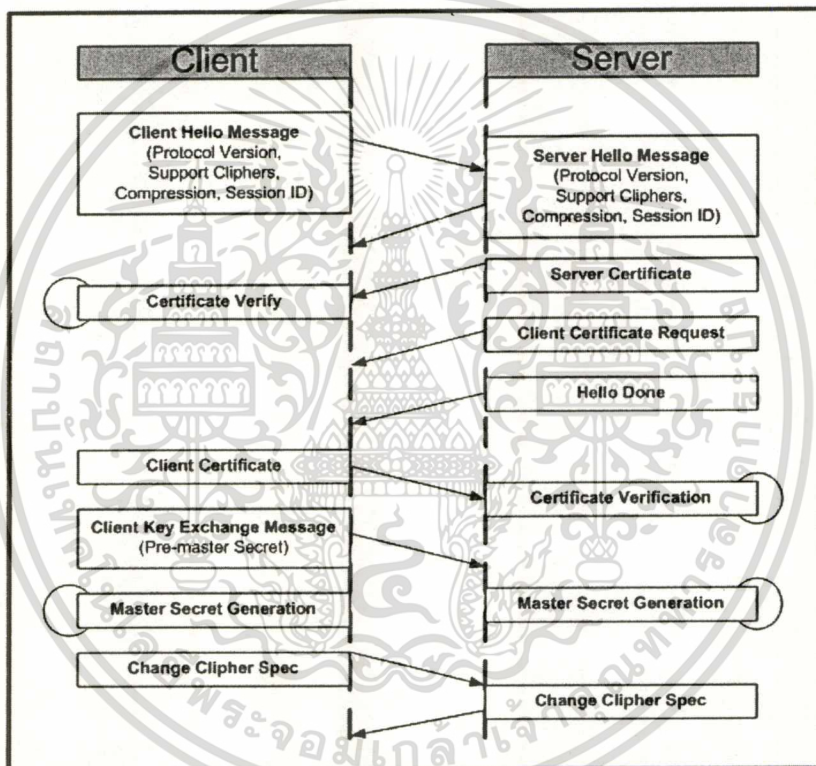 Client
Server
Client Hello Message
(Protocol Version,
Support Cliphers,
Compression, Session ID)
Server Hello Message
(Protocol Version,
Support Cliphers,
Compression, Session ID)
Server Certificate
Certificate Verify
Client Certificate Request
Hello Done
Client Certificate
Certificate Verification
Client Key Exchange Message
(Pre-master Secret)
Master Secret Generation
Master Secret Generation
Change Clipher Spec
Change Clipher Spec